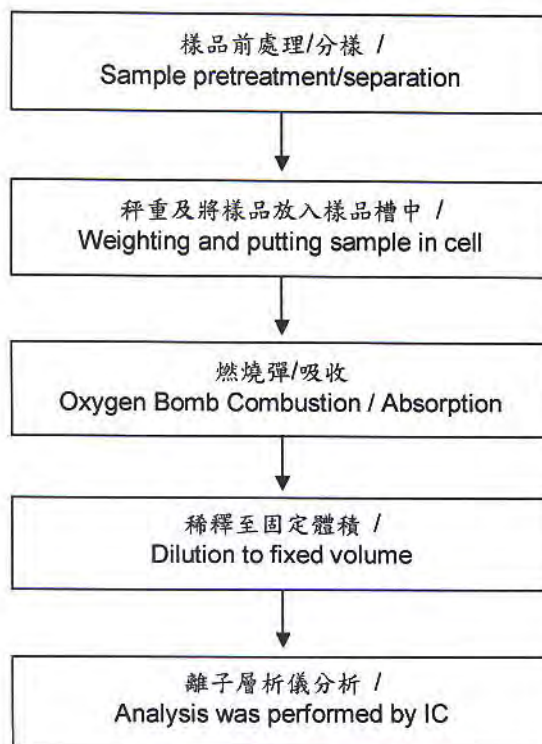 樣品前處理/分樣 /
Sample pretreatment/separation
秤重及將樣品放入樣品槽中 /
Weighting and putting sample in cell
燃燒彈/吸收
Oxygen Bomb Combustion / Absorption
稀釋至固定體積 /
Dilution to fixed volume
離子層析儀分析 /
Analysis was performed by IC